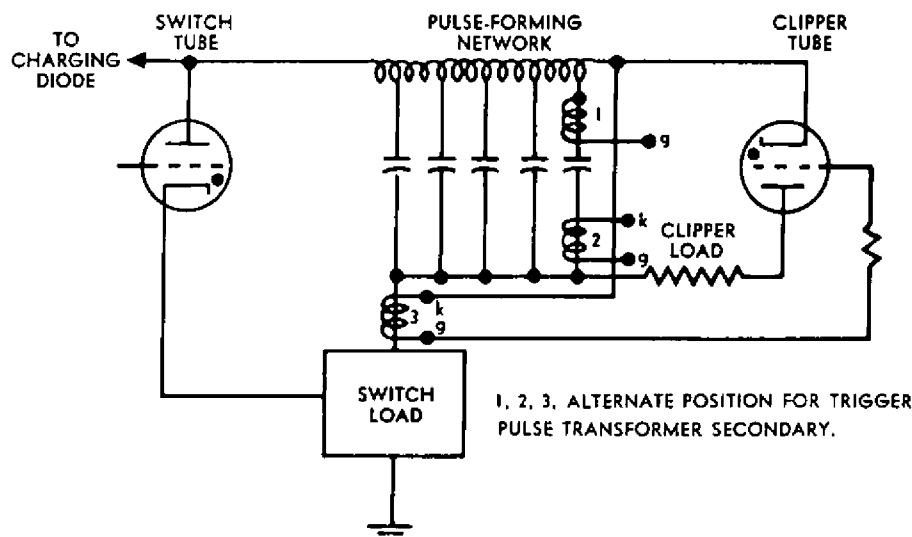 SWITCH
TUBE
PULSE-FORMING
NETWORK
CLIPPER
TUBE
TO
CHARGING
DIODE
1
g
k
2
g
CLIPPER
LOAD
3
k
g
SWITCH
LOAD
1, 2, 3, ALTERNATE POSITION FOR TRIGGER
PULSE TRANSFORMER SECONDARY.